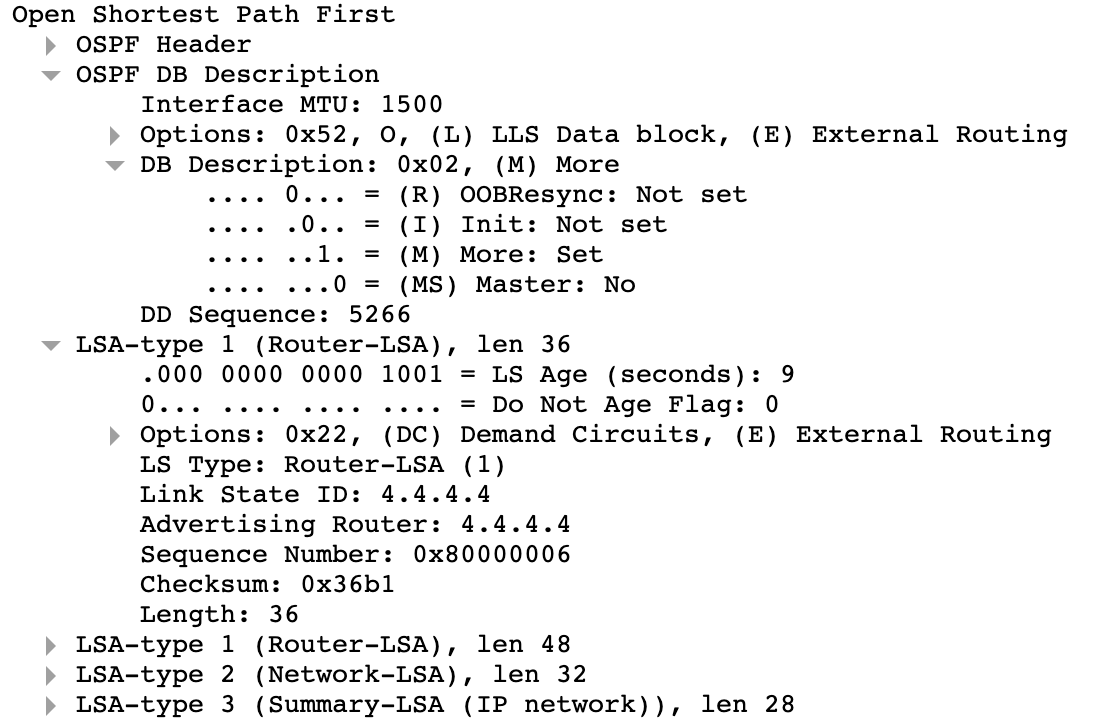 Open Shortest Path First
OSPF Header
OSPF DB Description
Interface MTU: 1500
Options: 0x52, O, (L) LLS Data block, (E) External Routing
DB Description: 0x02, (M) More
.... 0... = (R) OOBResync: Not set
.... .0.. = (I) Init: Not set
.... ..1. = (M) More: Set
.... ...0 = (MS) Master: No
DD Sequence: 5266
LSA-type 1 (Router-LSA), len 36
.000 0000 0000 1001 = LS Age (seconds): 9
0... .... .... .... = Do Not Age Flag: 0
Options: 0x22, (DC) Demand Circuits, (E) External Routing
LS Type: Router-LSA (1)
Link State ID: 4.4.4.4
Advertising Router: 4.4.4.4
Sequence Number: 0x80000006
Checksum: 0x36b1
Length: 36
LSA-type 1 (Router-LSA), len 48
LSA-type 2 (Network-LSA), len 32
LSA-type 3 (Summary-LSA (IP network)), len 28